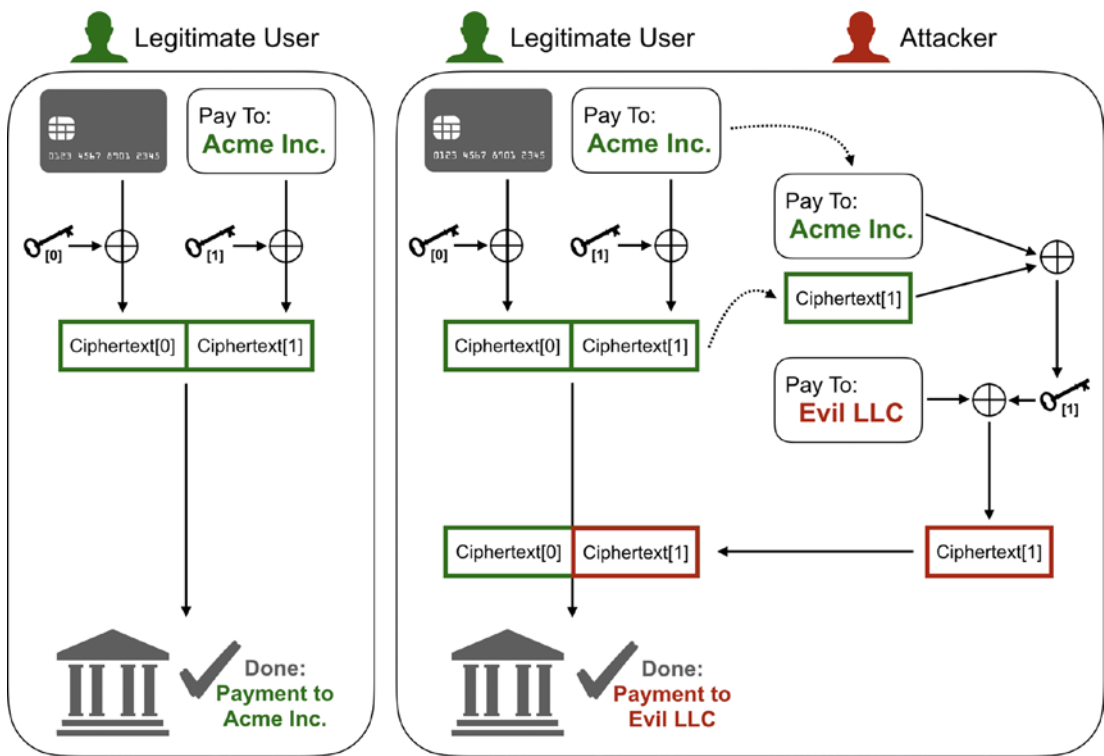 Legitimate User
Pay To:
Acme Inc.
0123 4567 8901 2345
[0]
[1]
Ciphertext[0]
Ciphertext[1]
Done:
Payment to
Acme Inc.
Legitimate User
Attacker
Pay To:
Acme Inc.
0123 4567 8901 2345
[0]
[1]
Pay To:
Acme Inc.
Ciphertext[1]
Ciphertext[0]
Ciphertext[1]
Pay To:
Evil LLC
[1]
Ciphertext[0]
Ciphertext[1]
Ciphertext[1]
Done:
Payment to
Evil LLC